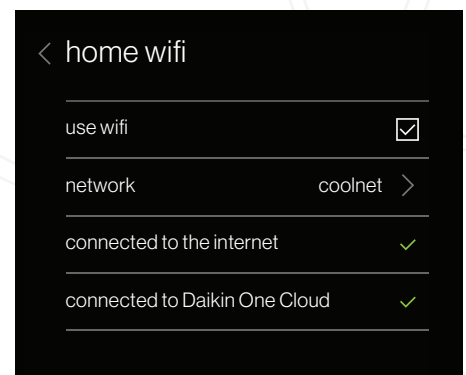 home wifi
use wifi
network coolnet
connected to the internet
connected to Daikin One Cloud